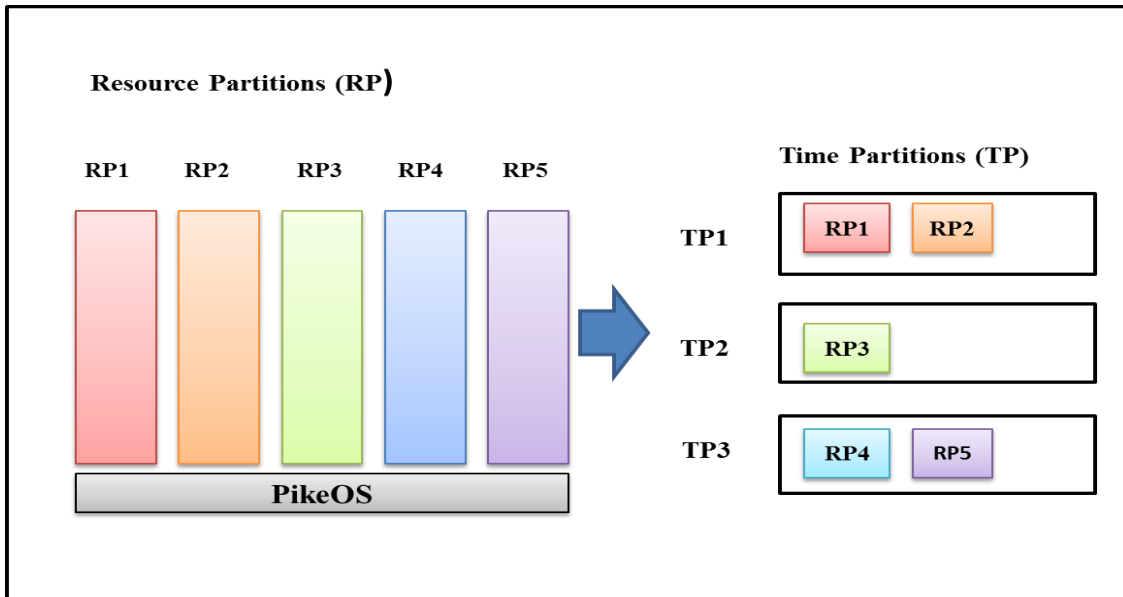 Resource Partitions (RP)
RP1 RP2 RP3 RP4 RP5
PikeOS
Time Partitions (TP)
TP1 RP1 RP2
TP2 RP3
TP3 RP4 RP5